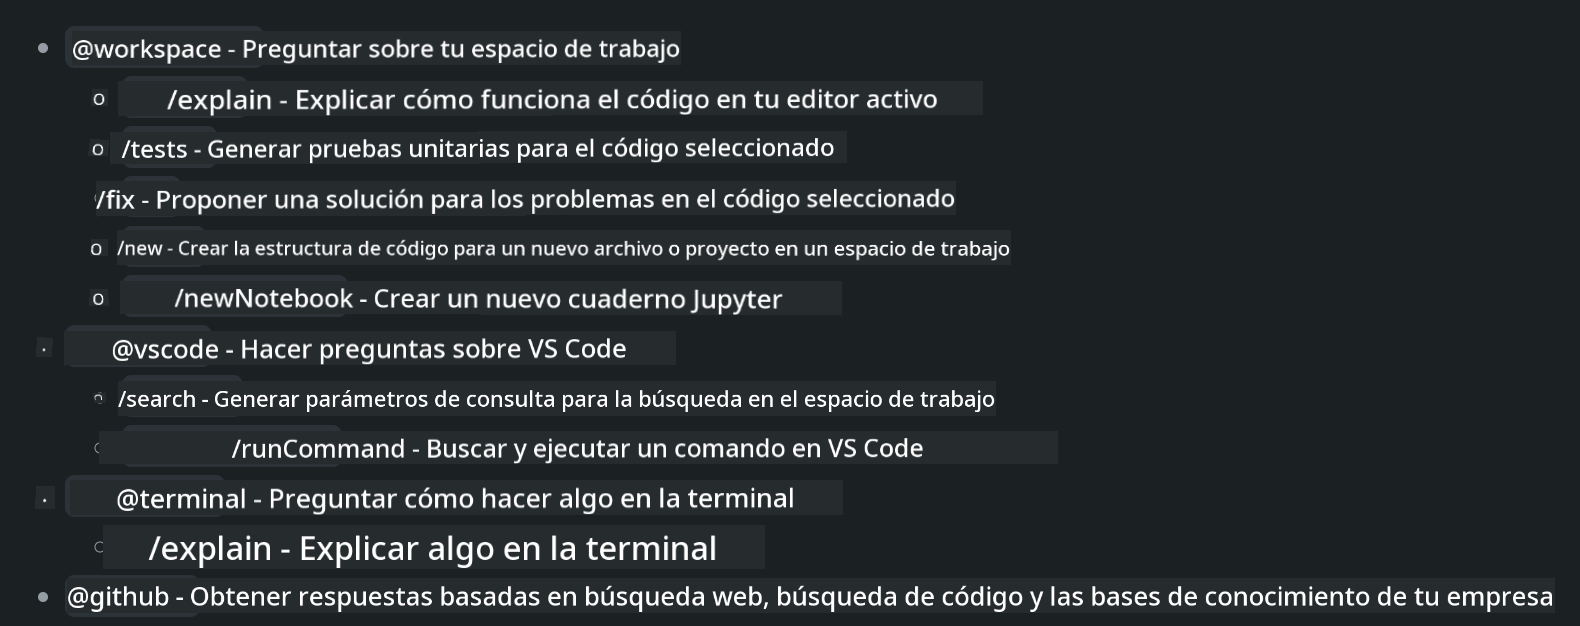 @workspace - Preguntar sobre tu espacio de trabajo
/explain - Explicar cómo funciona el código en tu editor activo
/tests - Generar pruebas unitarias para el código seleccionado
/fix - Proponer una solución para los problemas en el código seleccionado
/new - Crear la estructura de código para un nuevo archivo o proyecto en un espacio de trabajo
/newNotebook - Crear un nuevo cuaderno Jupyter
@vscode - Hacer preguntas sobre VS Code
/search - Generar parámetros de consulta para la búsqueda en el espacio de trabajo
/runCommand - Buscar y ejecutar un comando en VS Code
@terminal - Preguntar cómo hacer algo en la terminal
/explain - Explicar algo en la terminal
@github - Obtener respuestas basadas en búsqueda web, búsqueda de código y las bases de conocimiento de tu empresa